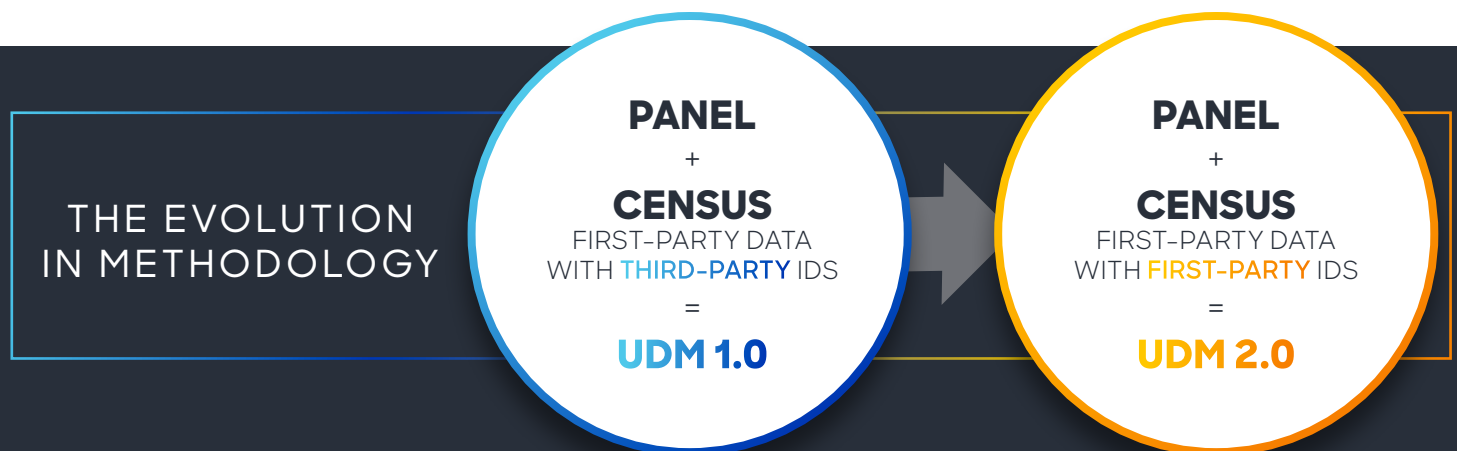 THE EVOLUTION
IN METHODOLOGY
PANEL
+
CENSUS
FIRST-PARTY DATA
WITH THIRD-PARTY IDS
=
UDM 1.0
PANEL
+
CENSUS
FIRST-PARTY DATA
WITH FIRST-PARTY IDS
=
UDM 2.0